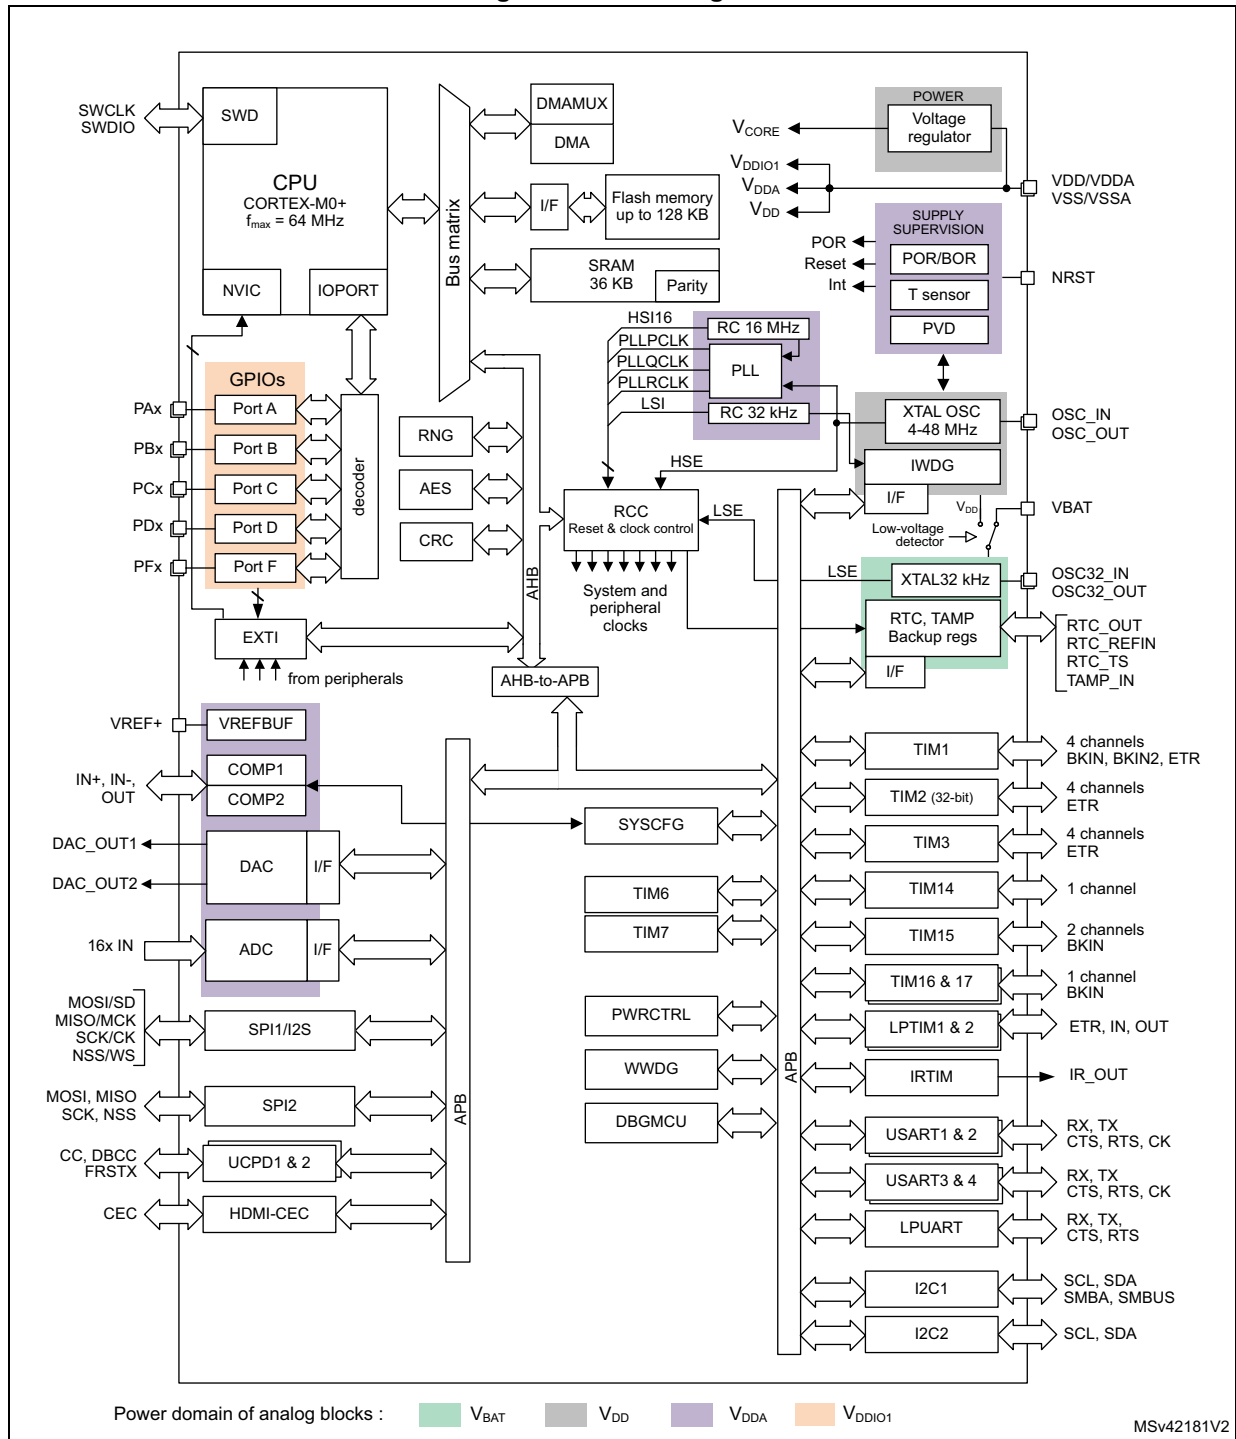 SWCLK
SWDIO
SWD
CPU
CORTEX-M0+
fmax = 64 MHz
NVIC
IOPORT
Bus matrix
DMAMUX
DMA
I/F
Flash memory
up to 128 KB
SRAM
36 KB
Parity
POWER
Voltage
regulator
VCORE
VDDIO1
VDDA
VDD
VDD/VDDA
VSS/VSSA
SUPPLY
SUPERVISION
POR
Reset
Int
POR/BOR
T sensor
PVD
NRST
HSI16
PLLPCLK
PLLQCLK
PLLRCLK
LSI
RC 16 MHz
PLL
RC 32 kHz
GPIOs
PAx
Port A
PBx
Port B
PCx
Port C
PDx
Port D
PFx
Port F
decoder
RNG
AES
CRC
AHB
XTAL OSC
4-48 MHz
IWDG
I/F
OSC_IN
OSC_OUT
HSE
RCC
Reset & clock control
LSE
System and
peripheral
clocks
VDD
Low-voltage
detector
VBAT
LSE
XTAL32 kHz
OSC32_IN
OSC32_OUT
RTC, TAMP
Backup regs
I/F
RTC_OUT
RTC_REFIN
RTC_TS
TAMP_IN
EXTI
from peripherals
AHB-to-APB
VREF+
VREFBUF
IN+, IN-,
OUT
COMP1
COMP2
DAC_OUT1
DAC_OUT2
DAC
I/F
16x IN
ADC
I/F
MOSI/SD
MISO/MCK
SCK/CK
NSS/WS
SPI1/I2S
MOSI, MISO
SCK, NSS
SPI2
CC, DBCC
FRSTX
UCPD1 & 2
CEC
HDMI-CEC
APB
SYSCFG
TIM6
TIM7
PWRCTRL
WWDG
DBGMCU
APB
TIM1
4 channels
BKIN, BKIN2, ETR
TIM2 (32-bit)
4 channels
ETR
TIM3
4 channels
ETR
TIM14
1 channel
TIM15
2 channels
BKIN
TIM16 & 17
1 channel
BKIN
LPTIM1 & 2
ETR, IN, OUT
IRTIM
IR_OUT
USART1 & 2
RX, TX
CTS, RTS, CK
USART3 & 4
RX, TX
CTS, RTS, CK
LPUART
RX, TX,
CTS, RTS
I2C1
SCL, SDA
SMBA, SMBUS
I2C2
SCL, SDA
Power domain of analog blocks :
VBAT
VDD
VDDA
VDDIO1
MSv42181V2